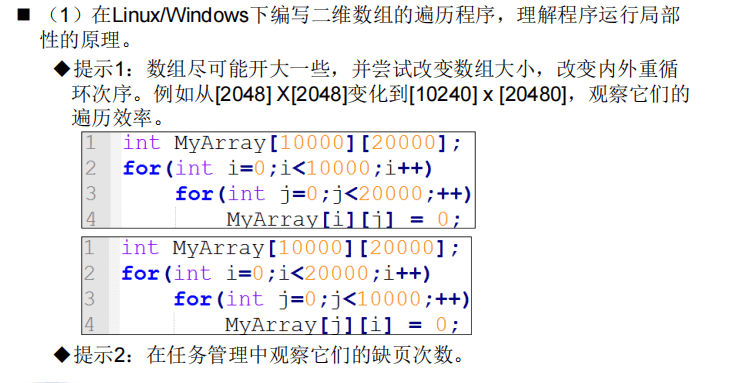 ■ （1）在Linux/Windows下编写二维数组的遍历程序，理解程序运行局部
性的原理。
◆提示1：数组尽可能开大一些，并尝试改变数组大小，改变内外重循
环次序。例如从[2048] X[2048]变化到[10240] x [20480]，观察它们的
遍历效率。
1 int MyArray[10000][20000];
2 for(int i=0;i<10000;i++)
3 for(int j=0;j<20000;++)
4 MyArray[i][j] = 0;
1 int MyArray[10000][20000];
2 for(int i=0;i<20000;i++)
3 for(int j=0;j<10000;++)
4 MyArray[j][i] = 0;
◆提示2：在任务管理中观察它们的缺页次数。